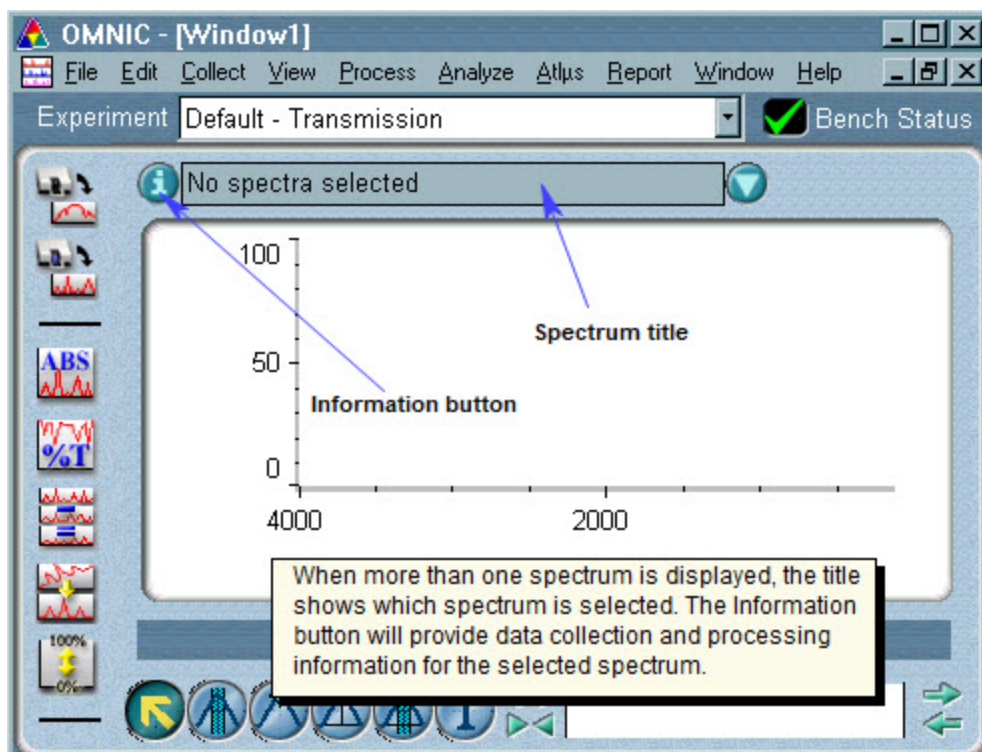 OMNIC - [Window1]
File Edit Collect View Process Analyze Atlµs Report Window Help
Experiment Default - Transmission Bench Status
No spectra selected
100
Spectrum title
50
Information button
0
4000 2000
ABS
%T
100%
0%
When more than one spectrum is displayed, the title
shows which spectrum is selected. The Information
button will provide data collection and processing
information for the selected spectrum.
T